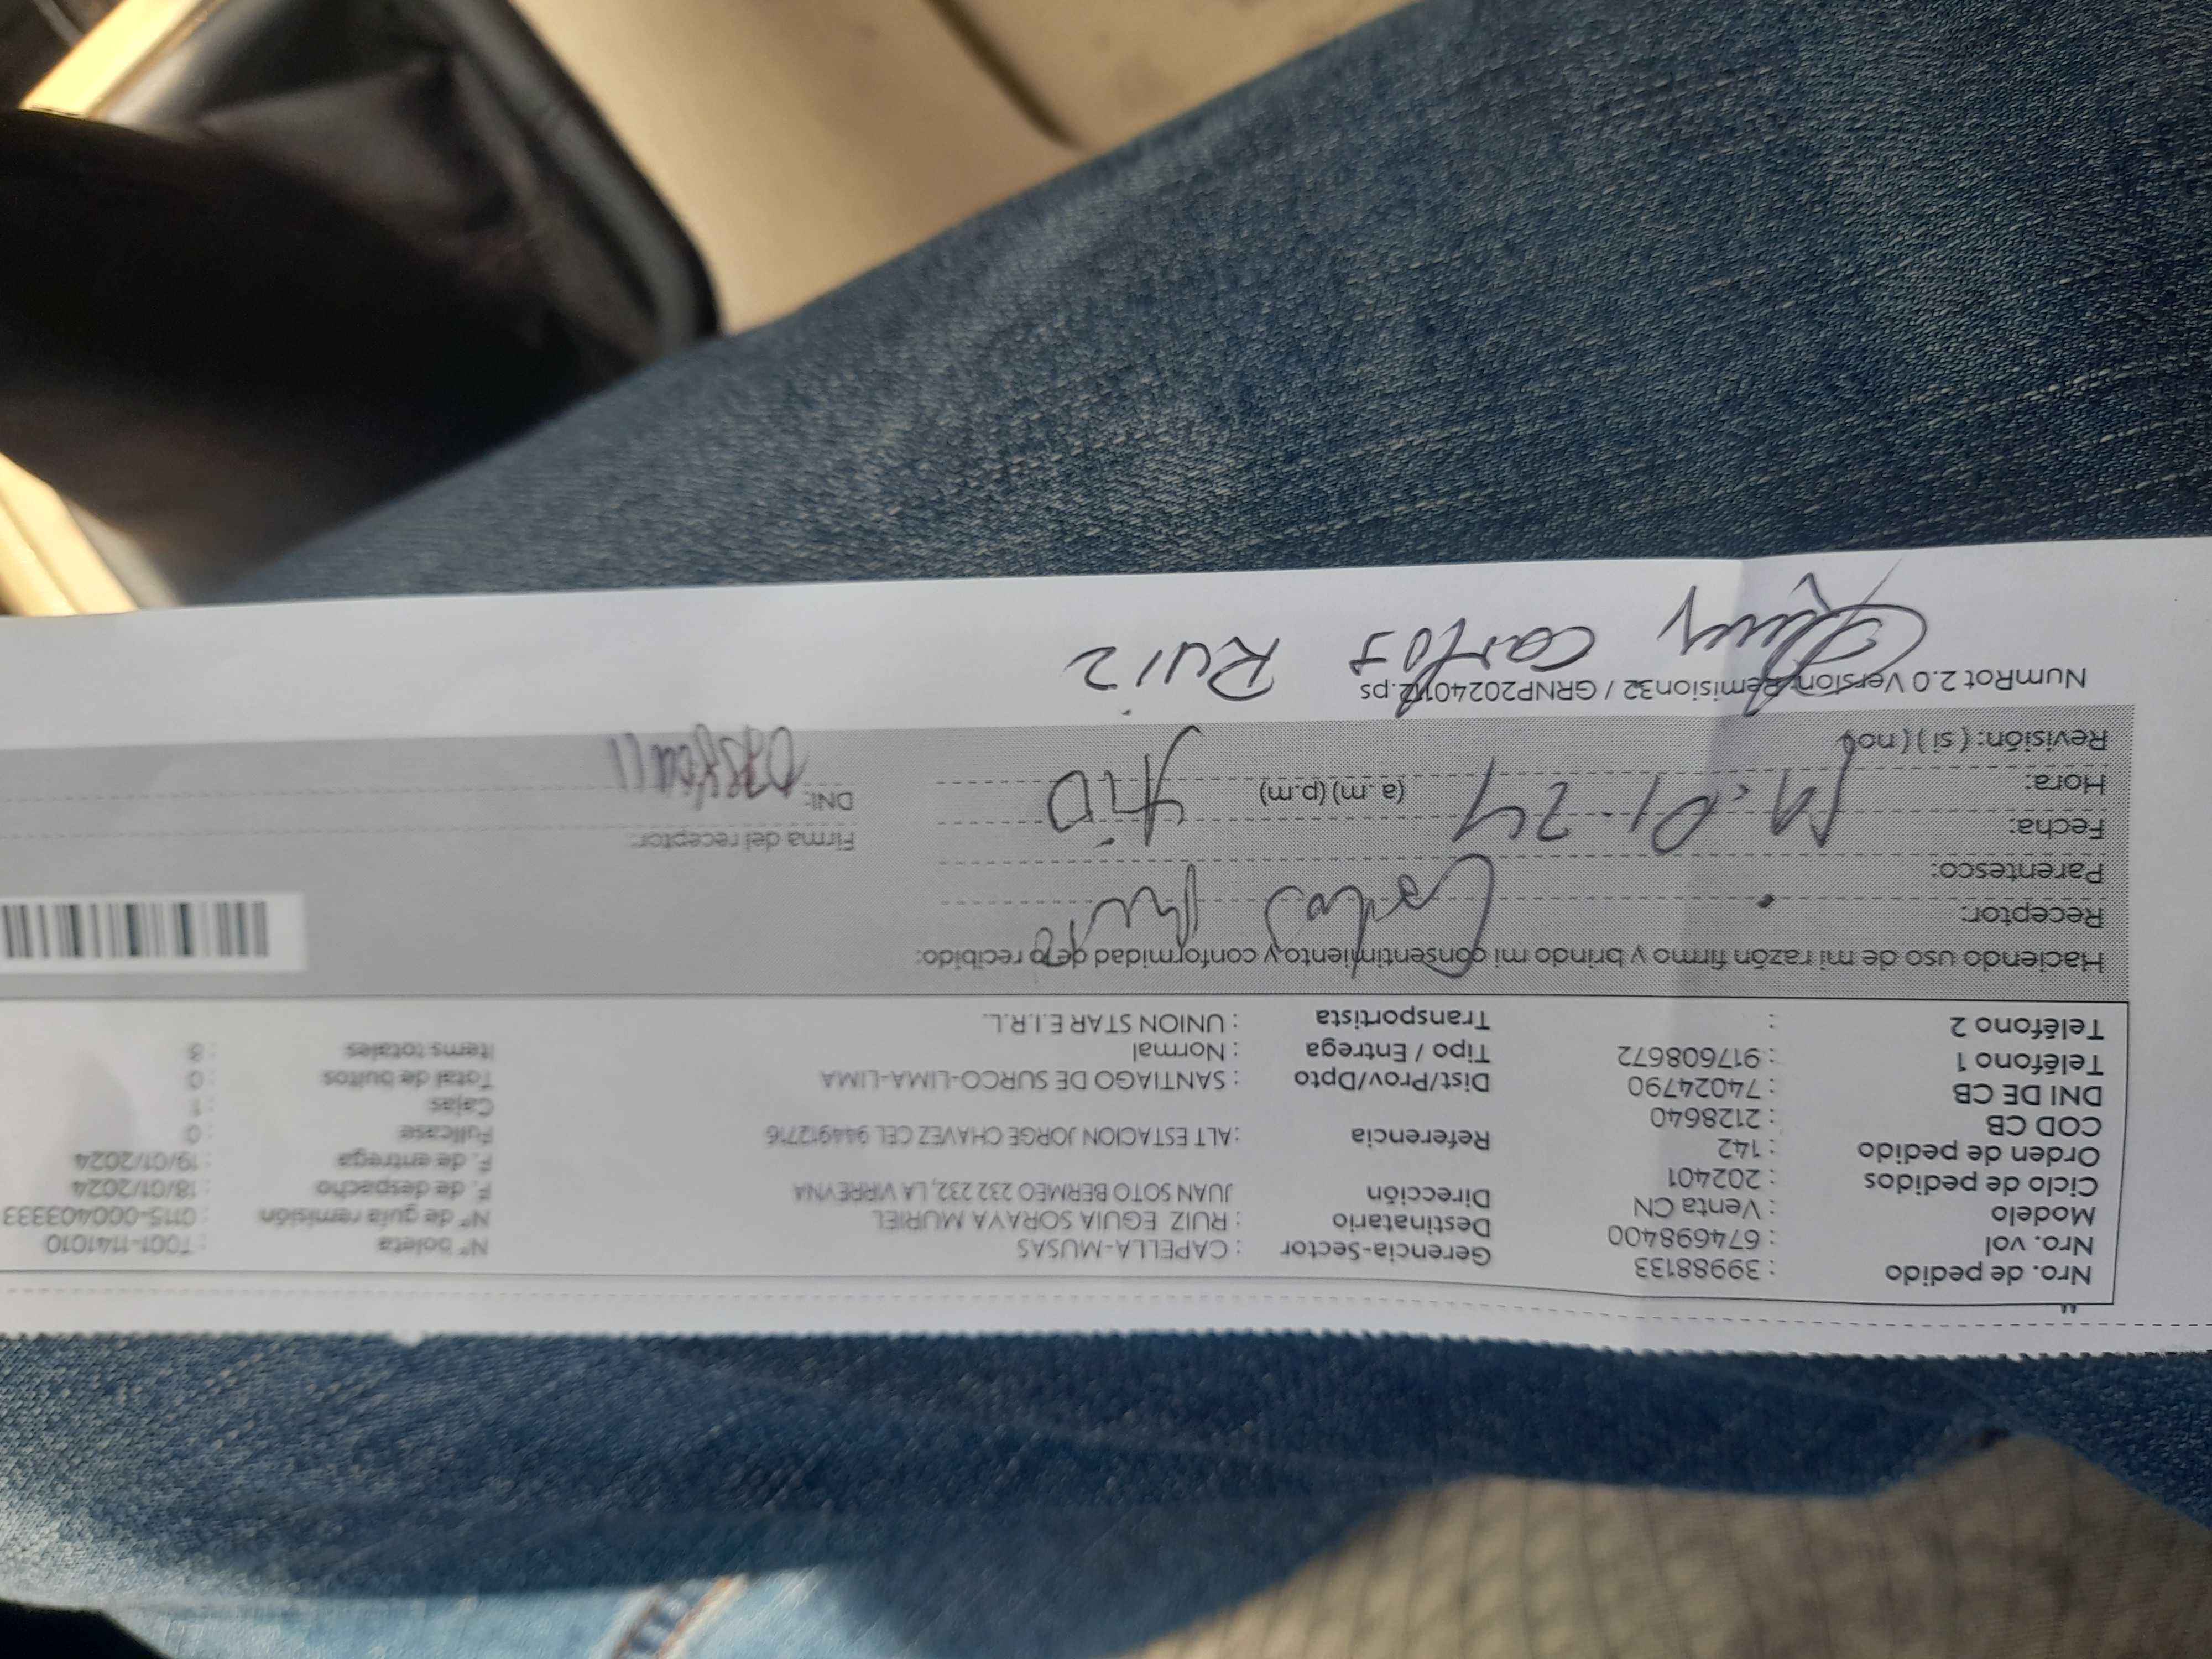 Nro. de pedido : 39988133 Gerencia-Sector : CAPELLA-MUSAS Nº boleta : T001-1141010
Nro. vol : 674698400 Destinatario : RUIZ EGUIA SORAYA MURIEL Nº de guia remisión : 0115-000403333
Modelo : Venta CN Dirección JUAN SOTO BERMEO 232 232, LA VIRREYNA F. de despacho : 18/01/2024
Ciclo de pedidos : 202401 F. de entrega : 19/01/2024
Orden de pedido : 142 Referencia : ALT ESTACION JORGE CHAVEZ CEL 944912716 Fullcase : 0
COD CB : 2128640 Cajas : 1
DNI DE CB : 74024790 Dist/Prov/Dpto : SANTIAGO DE SURCO-LIMA-LIMA Total de bultos : 0
Teléfono 1 : 917608672 Tipo / Entrega : Normal Items totales
Teléfono 2 : Transportista : UNION STAR E.I.R.L.
Haciendo uso de mi razón firmo y brindo mi consentimiento y conformidad de lo recibido:
Receptor: Carlos
Parentesco:
Fecha: 01-24
Hora: (a.m) (p.m)
Revisión: ( si ) ( no
Firma del receptor:
DNI:
NumRot 2.0 Version: Remision32 / GRNP20240112.ps
Carlos Ruiz